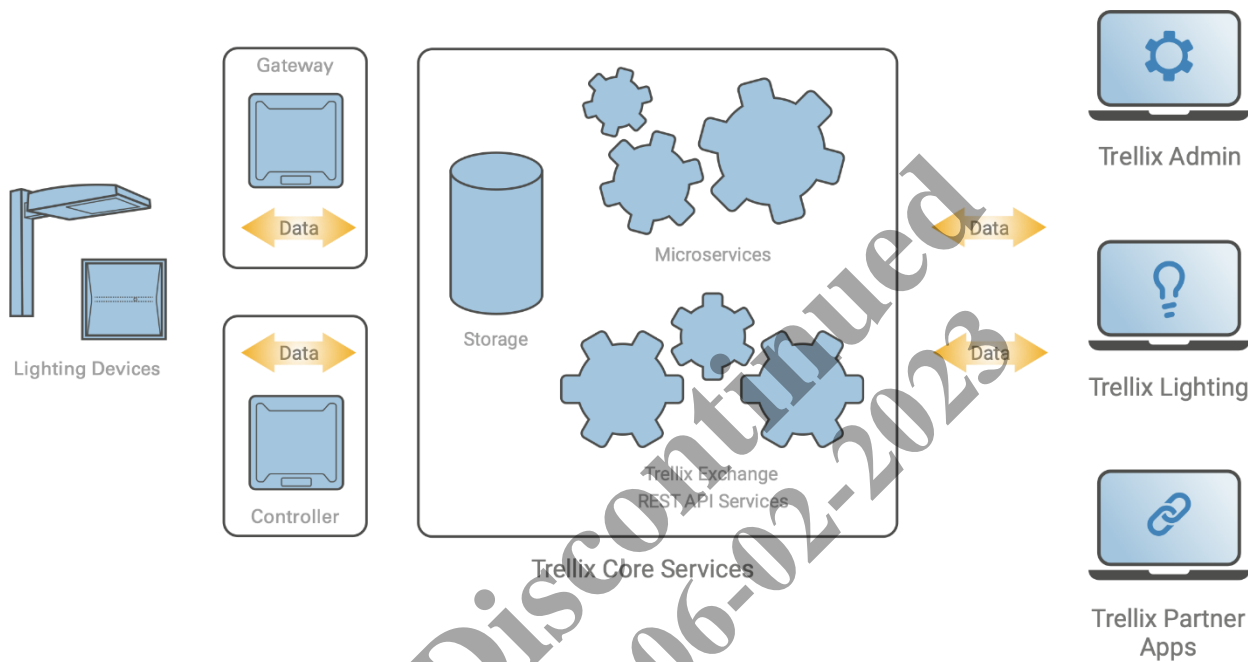 Gateway
Data
Lighting Devices
Data
Controller
Storage
Microservices
Trellix Exchange
REST API Services
Trellix Core Services
Data
Data
Trellix Admin
Trellix Lighting
Trellix Partner
Apps
Discontinued
06-02-2023